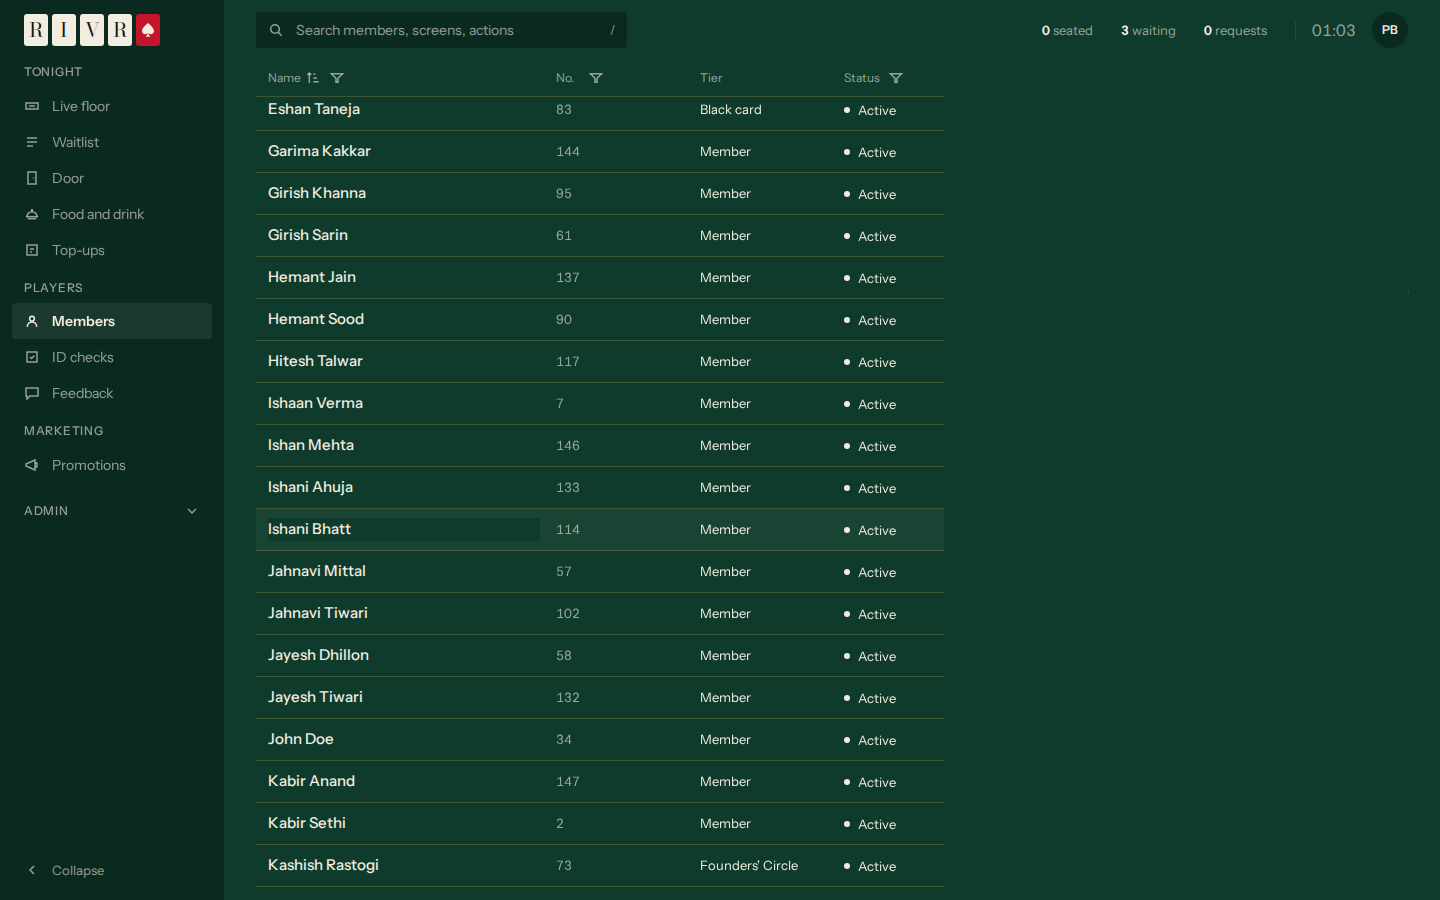 RIVR
Search members, screens, actions /
0 seated 3 waiting 0 requests 01:03 PB
TONIGHT
Live floor
Waitlist
Door
Food and drink
Top-ups
PLAYERS
Members
ID checks
Feedback
MARKETING
Promotions
ADMIN
Collapse
Name No. Tier Status
Eshan Taneja 83 Black card Active
Garima Kakkar 144 Member Active
Girish Khanna 95 Member Active
Girish Sarin 61 Member Active
Hemant Jain 137 Member Active
Hemant Sood 90 Member Active
Hitesh Talwar 117 Member Active
Ishaan Verma 7 Member Active
Ishan Mehta 146 Member Active
Ishani Ahuja 133 Member Active
Ishani Bhatt 114 Member Active
Jahnavi Mittal 57 Member Active
Jahnavi Tiwari 102 Member Active
Jayesh Dhillon 58 Member Active
Jayesh Tiwari 132 Member Active
John Doe 34 Member Active
Kabir Anand 147 Member Active
Kabir Sethi 2 Member Active
Kashish Rastogi 73 Founders' Circle Active